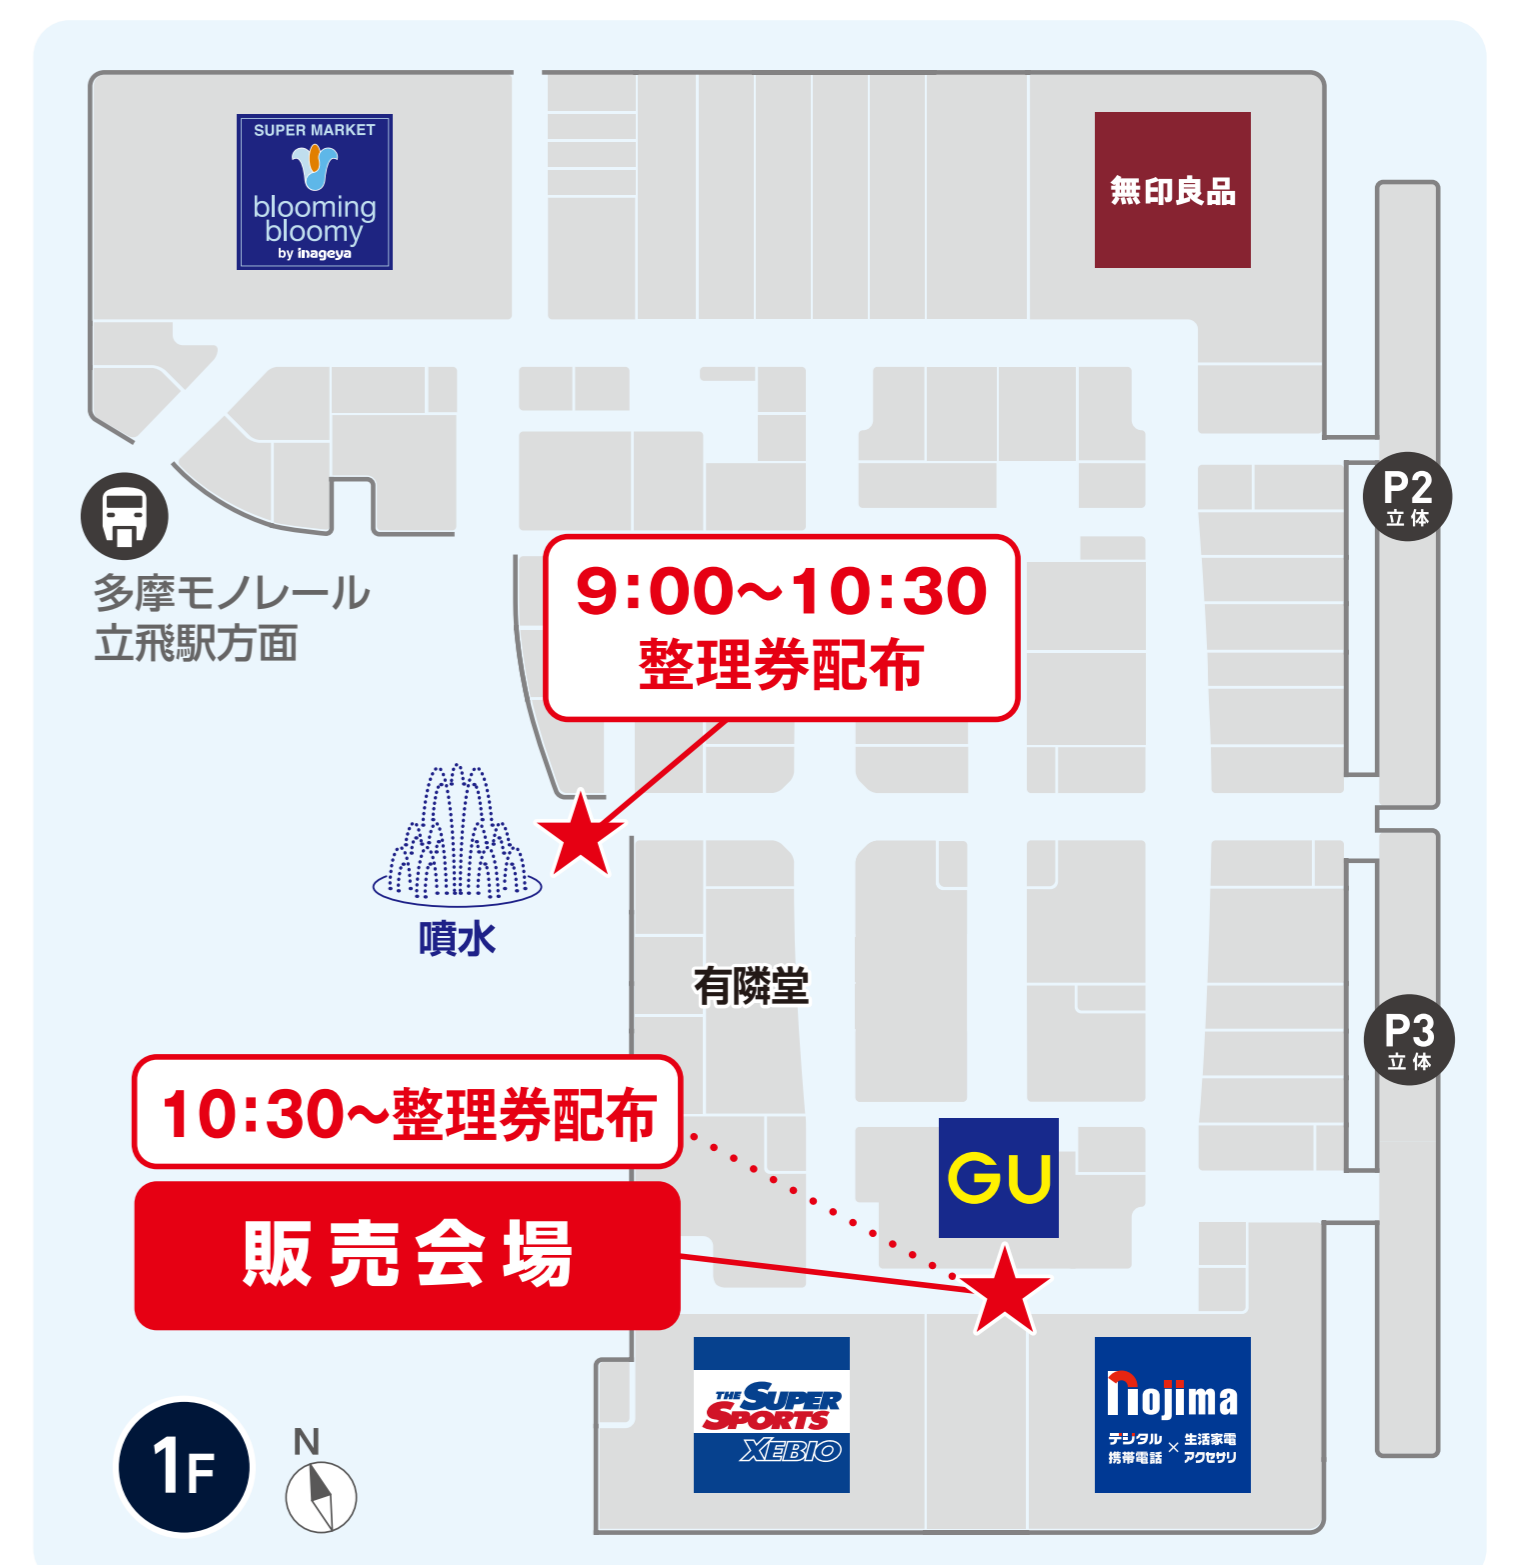 SUPER MARKET
blooming
bloomy
by inageya
無印良品
P2
立体
多摩モノレール
立飛駅方面
9:00〜10:30
整理券配布
噴水
有隣堂
P3
立体
10:30〜整理券配布
販売会場
GU
THE SUPER
SPORTS
XEBIO
nojima
デジタル
携帯電話
×
生活家電
アクセサリ
1F
N